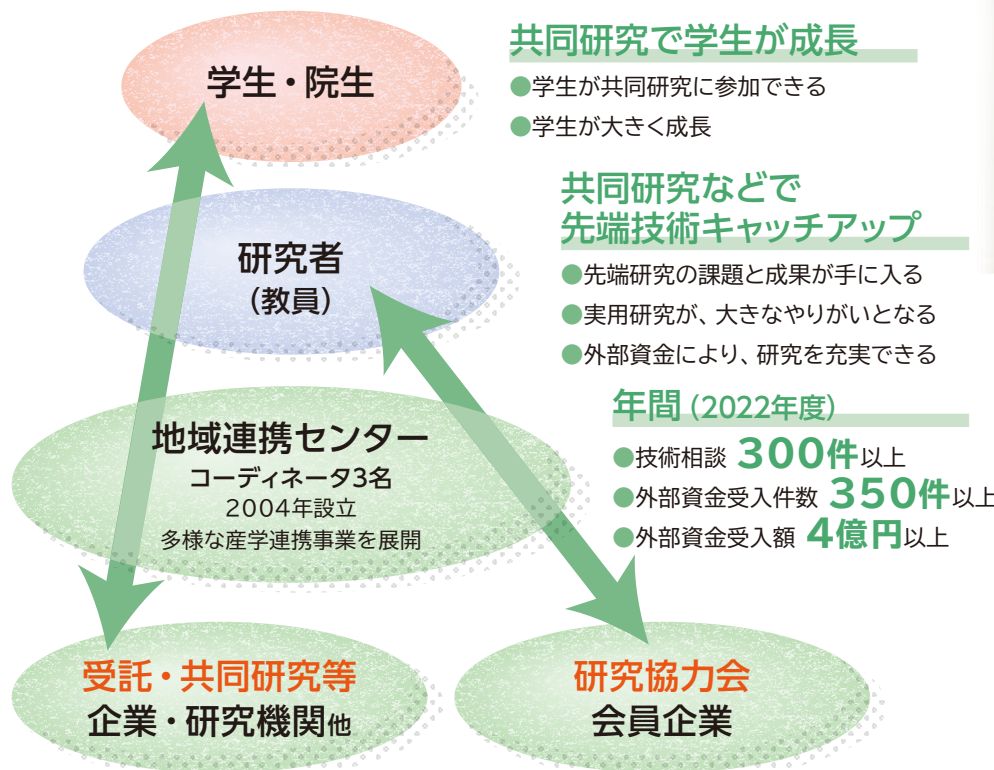 学生・院生
共同研究で学生が成長
●学生が共同研究に参加できる
●学生が大きく成長
研究者
(教員)
共同研究などで
先端技術キャッチアップ
●先端研究の課題と成果が手に入る
●実用研究が、大きなやりがいとなる
●外部資金により、研究を充実できる
地域連携センター
コーディネータ3名
2004年設立
多様な産学連携事業を展開
年間(2022年度)
●技術相談 300件以上
●外部資金受入件数 350件以上
●外部資金受入額 4億円以上
受託・共同研究等
企業・研究機関他
研究協力会
会員企業